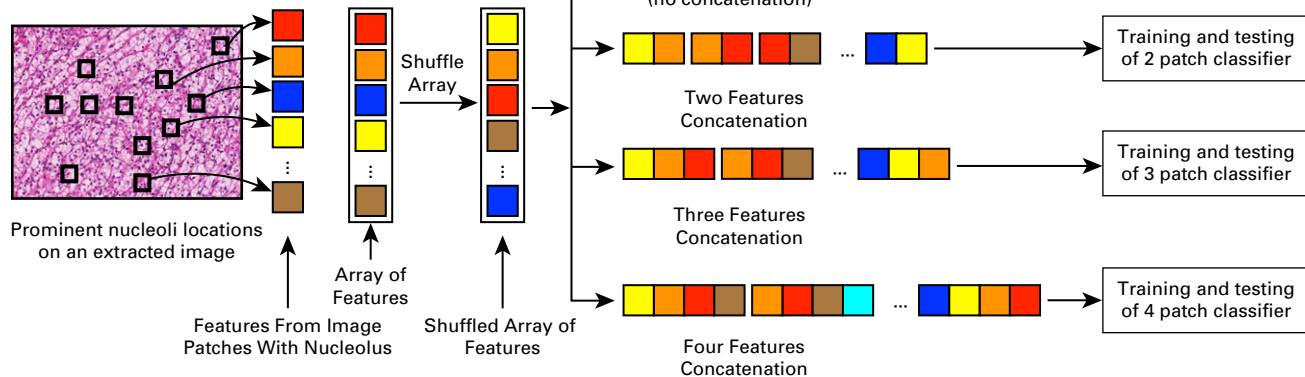 (no concatenation)
Training and testing
of 2 patch classifier
...
Shuffle
Array
Two Features
Concatenation
Training and testing
of 3 patch classifier
...
...
...
...
Prominent nucleoli locations
on an extracted image
Three Features
Concatenation
Array of
Features
Training and testing
of 4 patch classifier
...
Features From Image
Patches With Nucleolus
Shuffled Array of
Features
Four Features
Concatenation